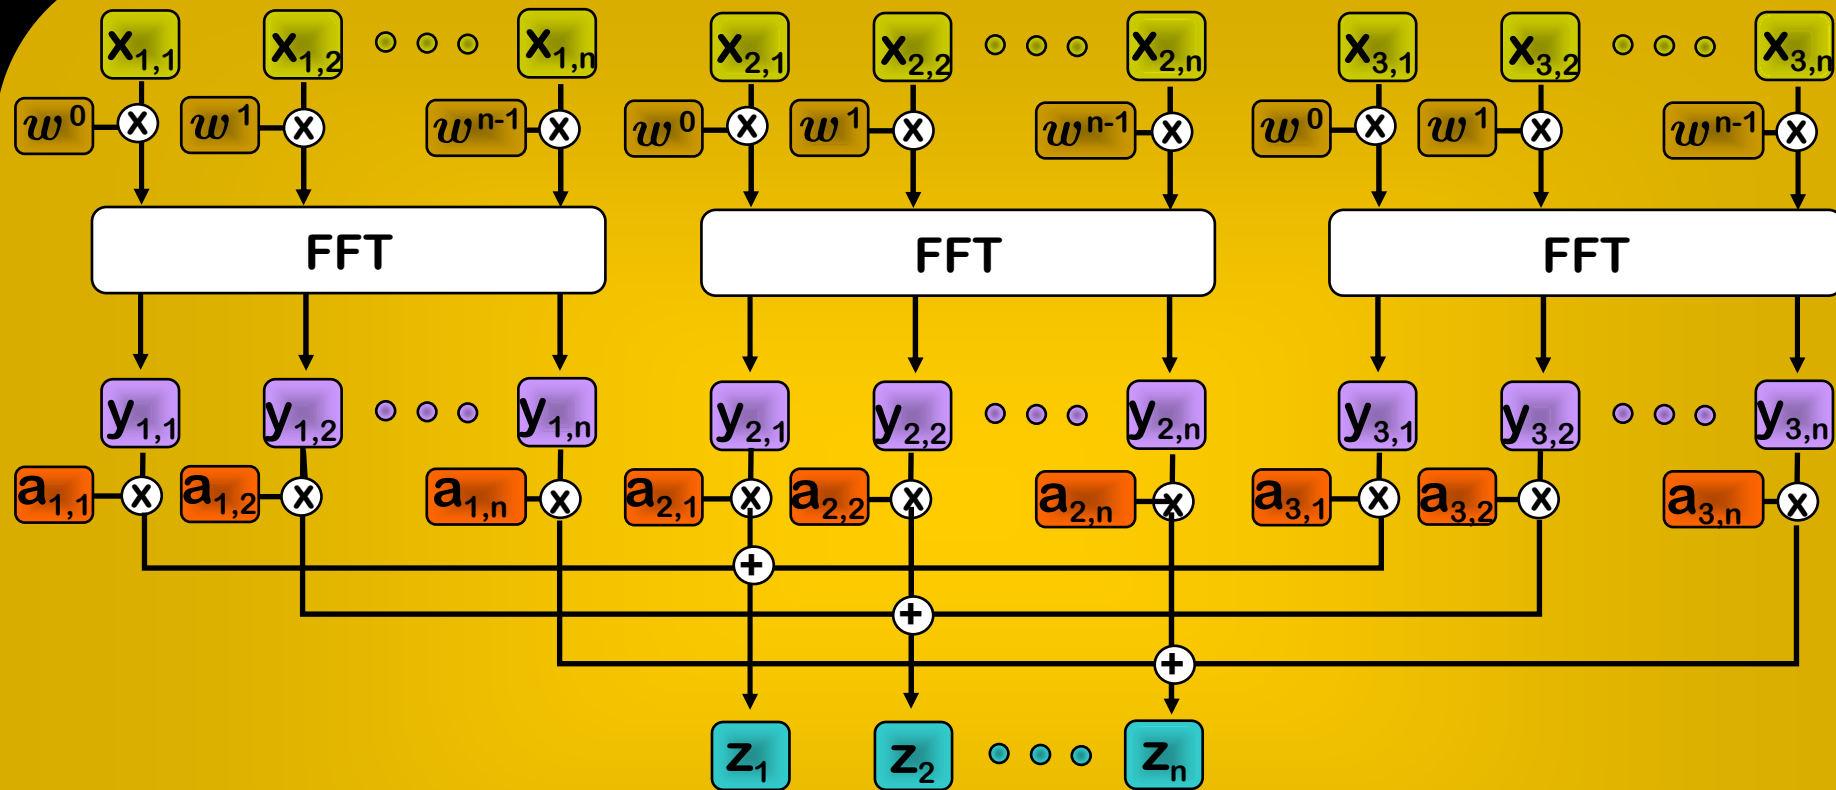 x1,1 x1,2 x1,n x2,1 x2,2 x2,n x3,1 x3,2 x3,n
w0 x w1 x wn-1 x w0 x w1 x wn-1 x w0 x w1 x wn-1 x
FFT FFT FFT
y1,1 y1,2 y1,n y2,1 y2,2 y2,n y3,1 y3,2 y3,n
a1,1 x a1,2 x a1,n x a2,1 x a2,2 x a2,n x a3,1 x a3,2 x a3,n x
+
+
+
z1 z2 zn